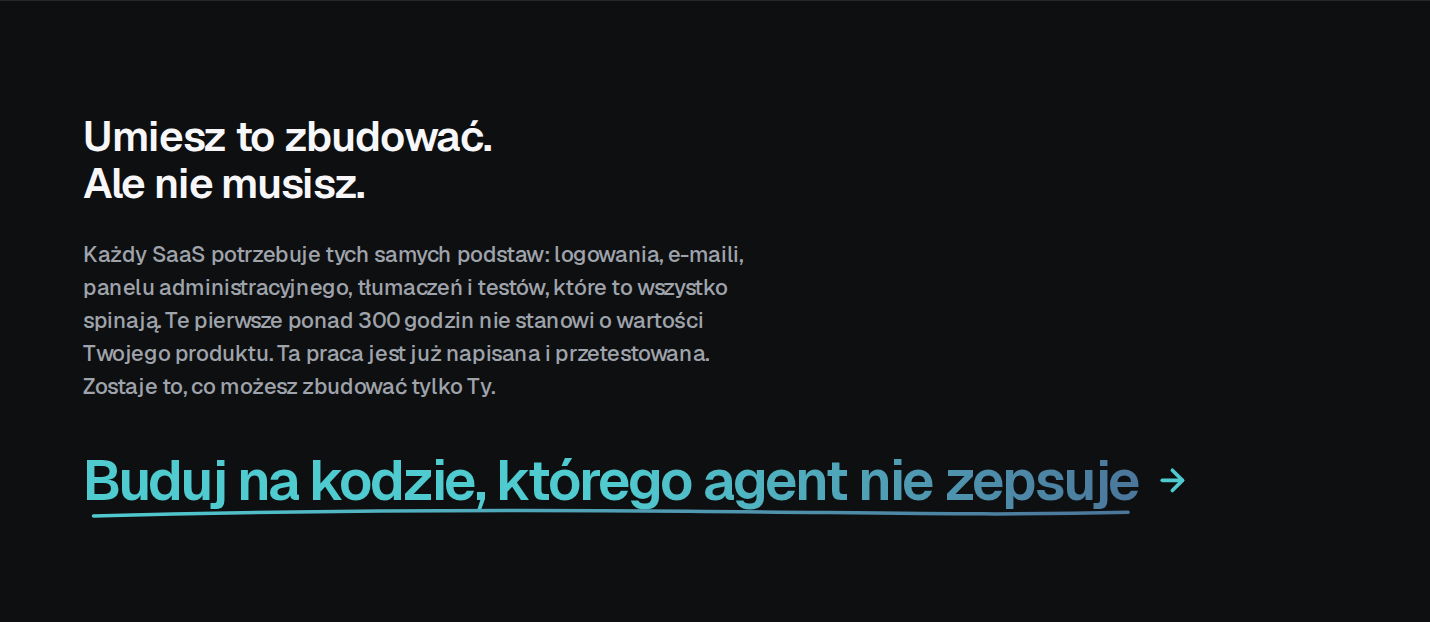 Umiesz to zbudować.
Ale nie musisz.
Każdy SaaS potrzebuje tych samych podstaw: logowania, e-maili,
panelu administracyjnego, tłumaczeń i testów, które to wszystko
spinają. Te pierwsze ponad 300 godzin nie stanowi o wartości
Twojego produktu. Ta praca jest już napisana i przetestowana.
Zostaje to, co możesz zbudować tylko Ty.
Buduj na kodzie, którego agent nie zepsuje →